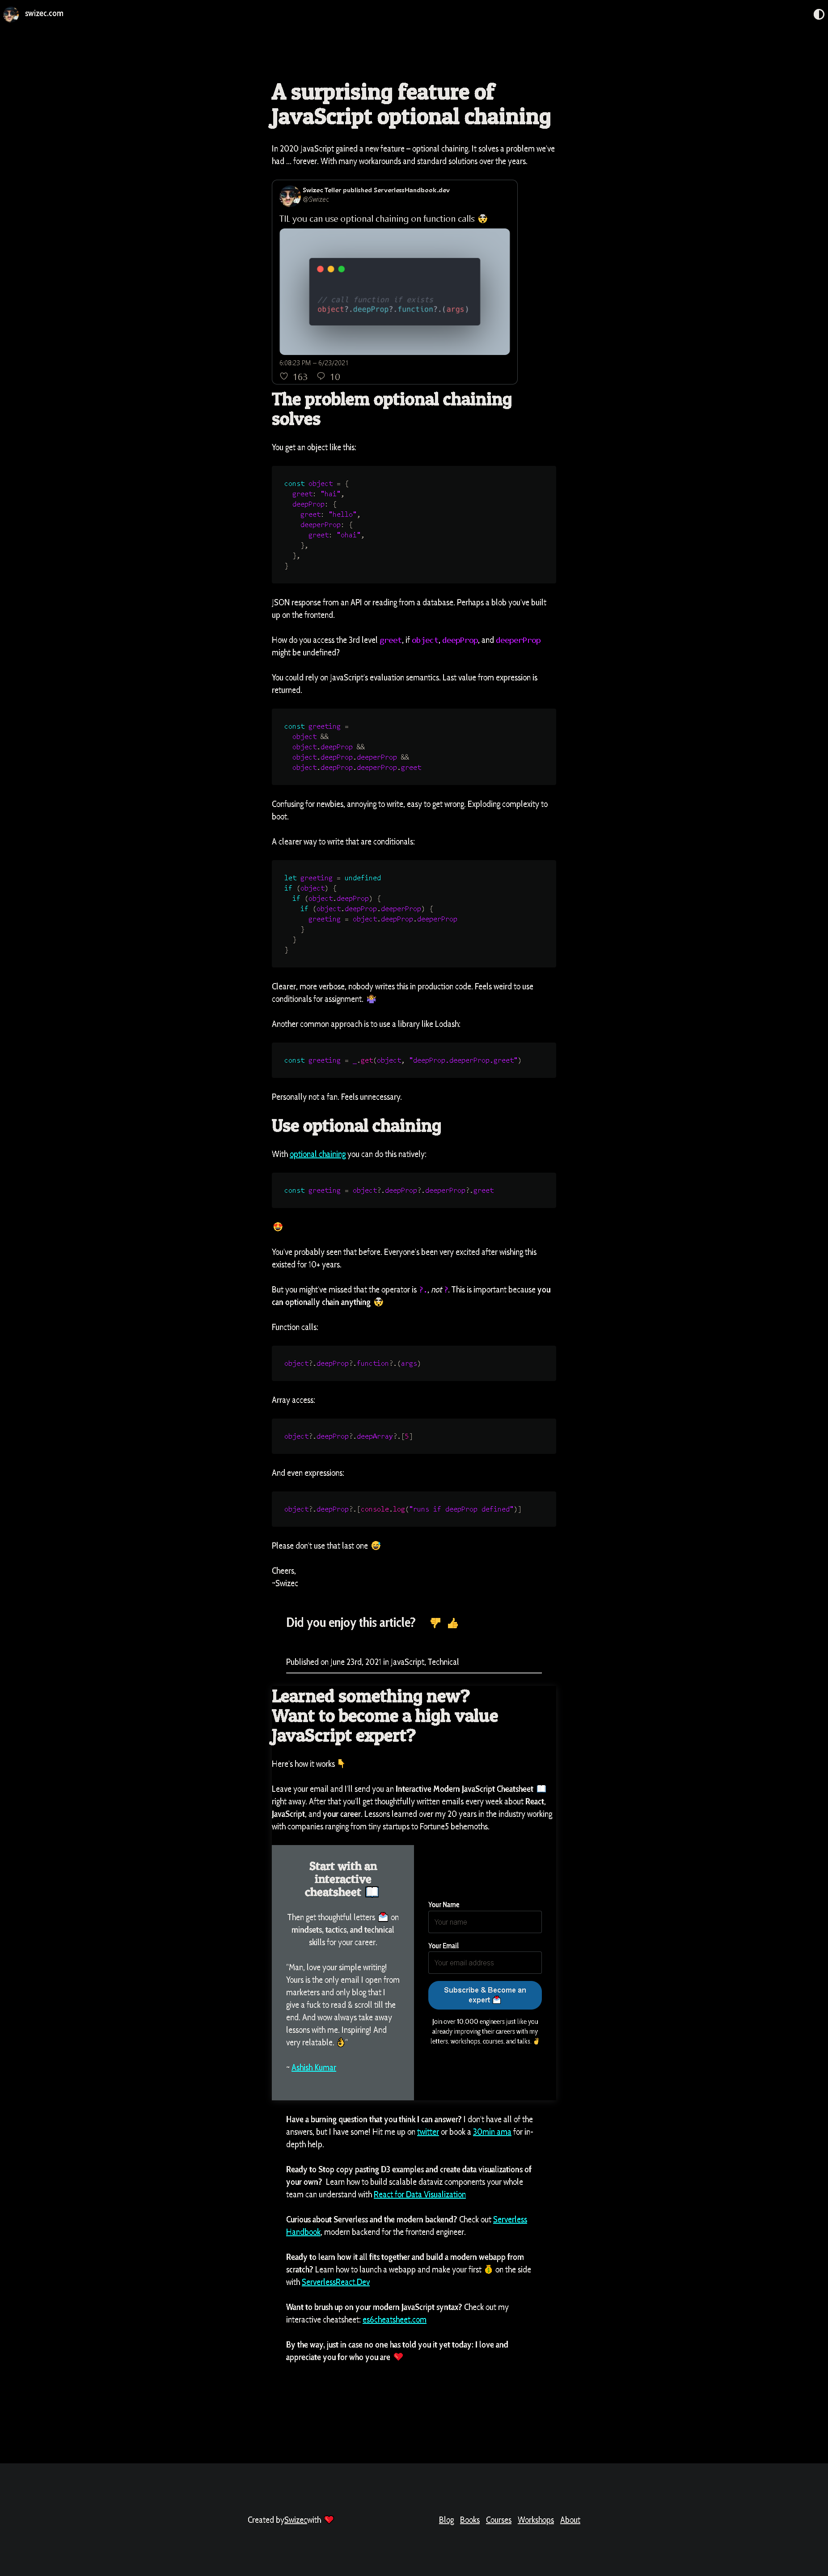 swizec.com
A surprising feature of
JavaScript optional chaining
In 2020 JavaScript gained a new feature – optional chaining. It solves a problem we've
had ... forever. With many workarounds and standard solutions over the years.
Swizec Teller published ServerlessHandbook.dev
@Swizec
TIL you can use optional chaining on function calls 🤯
// call function if exists
object?.deepProp?.function?.(args)
6:08:23 PM – 6/23/2021
163 10
The problem optional chaining
solves
You get an object like this:
const object = {
greet: "hai",
deepProp: {
greet: "hello",
deeperProp: {
greet: "ohai",
},
},
}
JSON response from an API or reading from a database. Perhaps a blob you've built
up on the frontend.
How do you access the 3rd level greet, if object, deepProp, and deeperProp
might be undefined?
You could rely on JavaScript's evaluation semantics. Last value from expression is
returned.
const greeting =
object &&
object.deepProp &&
object.deepProp.deeperProp &&
object.deepProp.deeperProp.greet
Confusing for newbies, annoying to write, easy to get wrong. Exploding complexity to
boot.
A clearer way to write that are conditionals:
let greeting = undefined
if (object) {
if (object.deepProp) {
if (object.deepProp.deeperProp) {
greeting = object.deepProp.deeperProp
}
}
}
Clearer, more verbose, nobody writes this in production code. Feels weird to use
conditionals for assignment. 🤷‍♀️
Another common approach is to use a library like Lodash:
const greeting = _.get(object, "deepProp.deeperProp.greet")
Personally not a fan. Feels unnecessary.
Use optional chaining
With optional chaining you can do this natively:
const greeting = object?.deepProp?.deeperProp?.greet
🤩
You've probably seen that before. Everyone's been very excited after wishing this
existed for 10+ years.
But you might've missed that the operator is ?., not ?. This is important because you
can optionally chain anything 🤯
Function calls:
object?.deepProp?.function?.(args)
Array access:
object?.deepProp?.deepArray?.[5]
And even expressions:
object?.deepProp?.[console.log("runs if deepProp defined")]
Please don't use that last one 😅
Cheers,
~Swizec
Did you enjoy this article? 👎 👍
Published on June 23rd, 2021 in JavaScript, Technical
Learned something new?
Want to become a high value
JavaScript expert?
Here's how it works 👇
Leave your email and I'll send you an Interactive Modern JavaScript Cheatsheet 📖
right away. After that you'll get thoughtfully written emails every week about React,
JavaScript, and your career. Lessons learned over my 20 years in the industry working
with companies ranging from tiny startups to Fortune5 behemoths.
Start with an
interactive
cheatsheet 📖
Then get thoughtful letters 💌 on
mindsets, tactics, and technical
skills for your career.
"Man, love your simple writing!
Yours is the only email I open from
marketers and only blog that I
give a fuck to read & scroll till the
end. And wow always take away
lessons with me. Inspiring! And
very relatable. 👌"
~ Ashish Kumar
Your Name
Your name
Your Email
Your email address
Subscribe & Become an
expert 💌
Join over 10,000 engineers just like you
already improving their careers with my
letters, workshops, courses, and talks. ✌️
Have a burning question that you think I can answer? I don't have all of the
answers, but I have some! Hit me up on twitter or book a 30min ama for in-
depth help.
Ready to Stop copy pasting D3 examples and create data visualizations of
your own? Learn how to build scalable dataviz components your whole
team can understand with React for Data Visualization
Curious about Serverless and the modern backend? Check out Serverless
Handbook, modern backend for the frontend engineer.
Ready to learn how it all fits together and build a modern webapp from
scratch? Learn how to launch a webapp and make your first 💰 on the side
with ServerlessReact.Dev
Want to brush up on your modern JavaScript syntax? Check out my
interactive cheatsheet: es6cheatsheet.com
By the way, just in case no one has told you it yet today: I love and
appreciate you for who you are ❤️
Created bySwizecwith ❤️
Blog Books Courses Workshops About